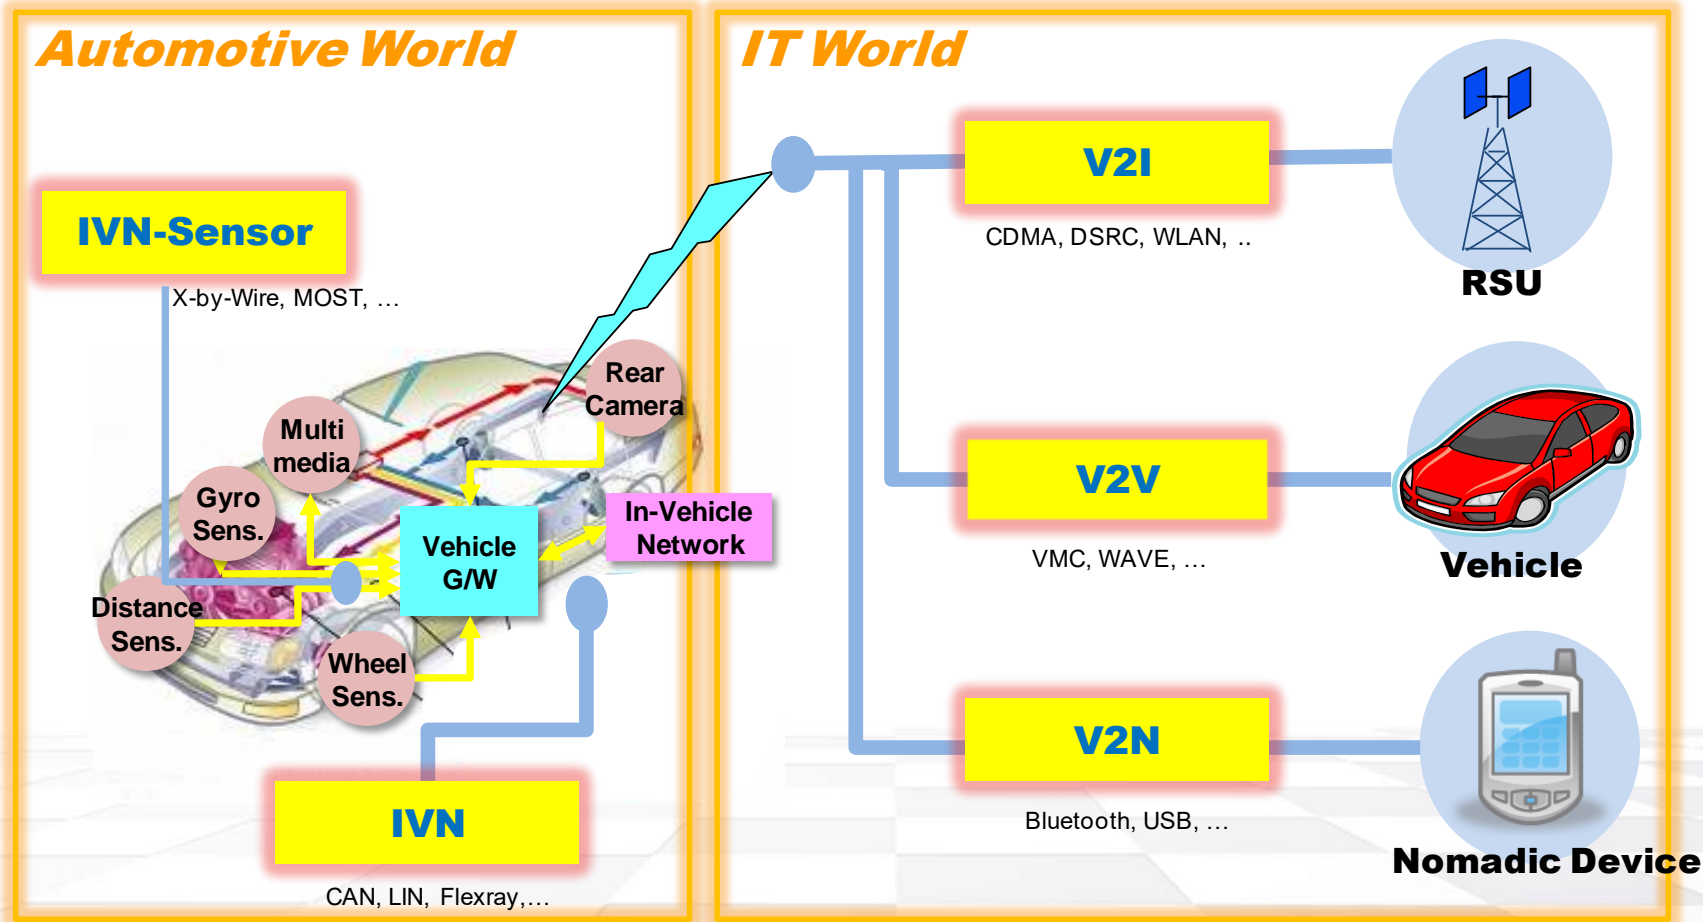 Automotive World
IVN-Sensor
X-by-Wire, MOST, …
Rear
Camera
Multi
media
Gyro
Sens.
In-Vehicle
Network
Vehicle
G/W
Distance
Sens.
Wheel
Sens.
IVN
CAN, LIN, Flexray,…
IT World
V2I
CDMA, DSRC, WLAN, ..
RSU
V2V
VMC, WAVE, …
Vehicle
V2N
Bluetooth, USB, …
Nomadic Device